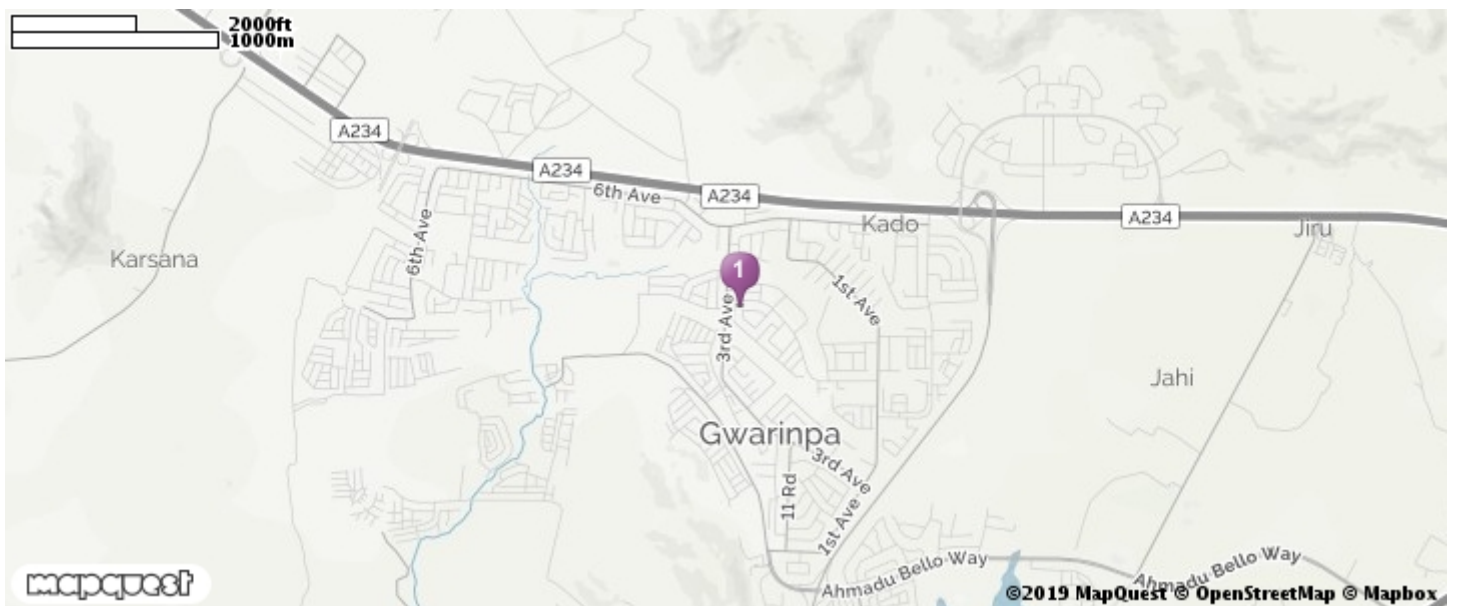 2000ft
1000m
A234
A234
6th Ave
A234
A234
Kado
Jiru
6th Ave
Karsana
1
1st Ave
3rd Ave
Jahi
Gwarinpa
3rd Ave
11 Rd
1st Ave
Ahmadu Bello Way
Ahmadu Bello Way
mapquest
©2019 MapQuest © OpenStreetMap © Mapbox